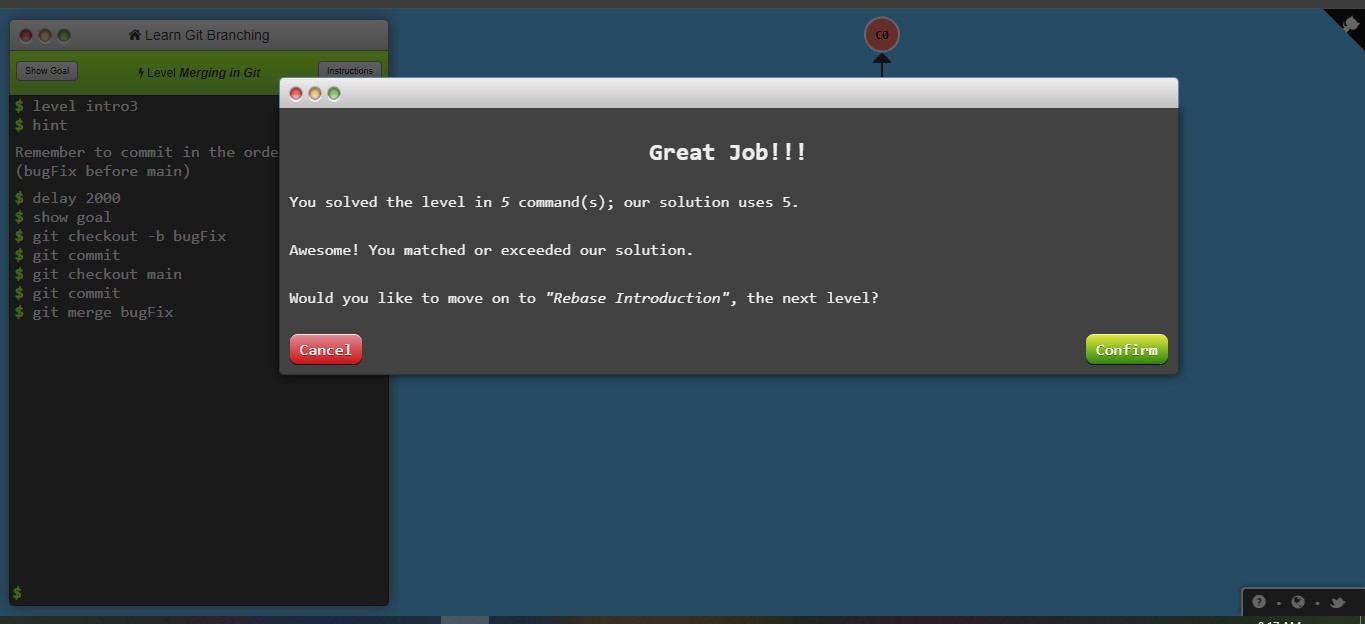 Learn Git Branching
C0
Show Goal
Level Merging in Git
Instructions
$ level intro3
$ hint
Remember to commit in the orde
(bugFix before main)
$ delay 2000
$ show goal
$ git checkout -b bugFix
$ git commit
$ git checkout main
$ git commit
$ git merge bugFix
$
Great Job!!!
You solved the level in 5 command(s); our solution uses 5.
Awesome! You matched or exceeded our solution.
Would you like to move on to "Rebase Introduction", the next level?
Cancel
Confirm